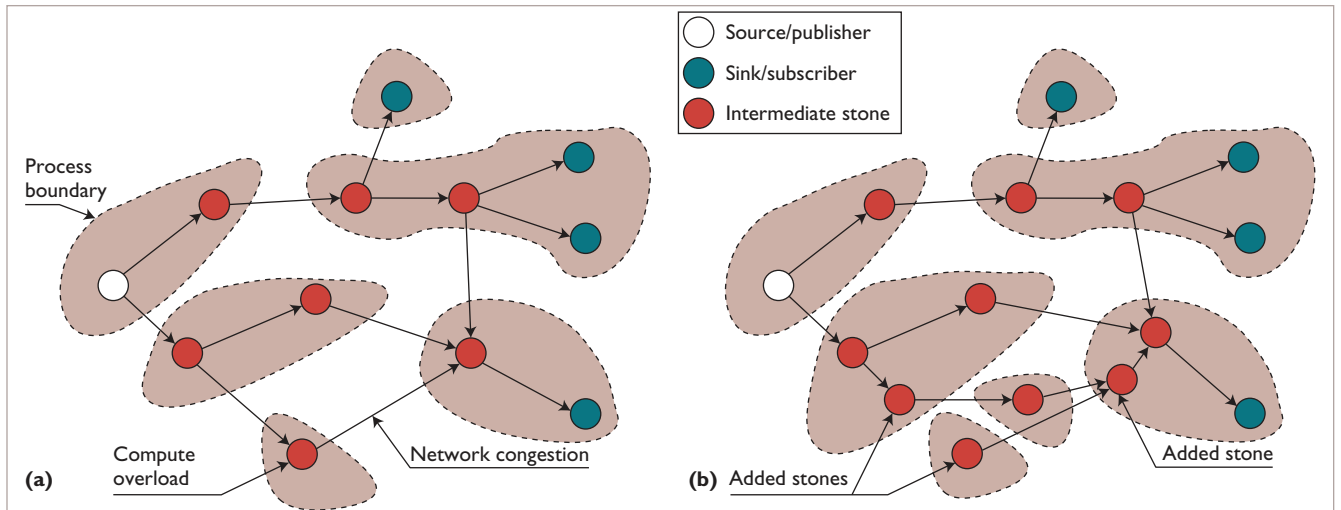 Source/publisher
Sink/subscriber
Intermediate stone
Process
boundary
Compute
overload
Network congestion
(a)
Added stones
Added stone
(b)